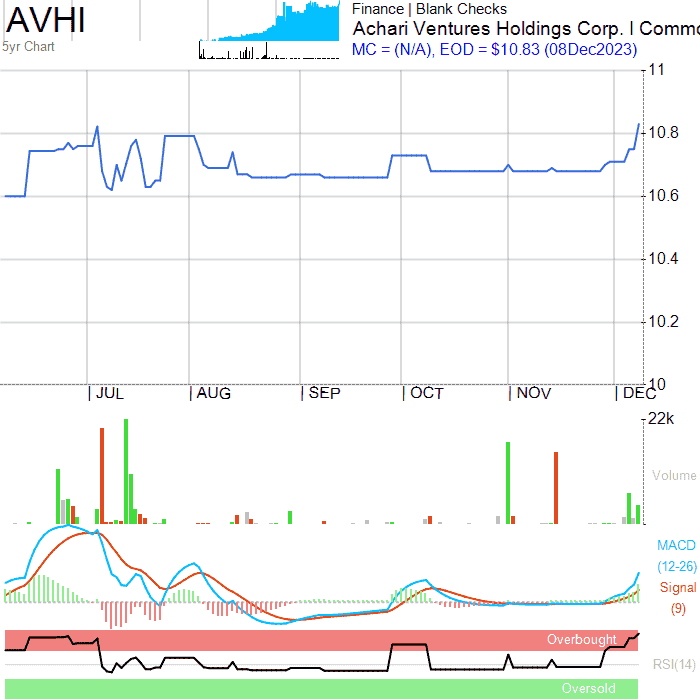 AVHI
5yr Chart
Finance | Blank Checks
Achari Ventures Holdings Corp. I Commo
MC = (N/A), EOD = $10.83 (08Dec2023)
11
10.8
10.6
10.4
10.2
10
JUL AUG SEP OCT NOV DEC
22k
Volume
MACD
(12-26)
Signal
(9)
Overbought
RSI(14)
Oversold